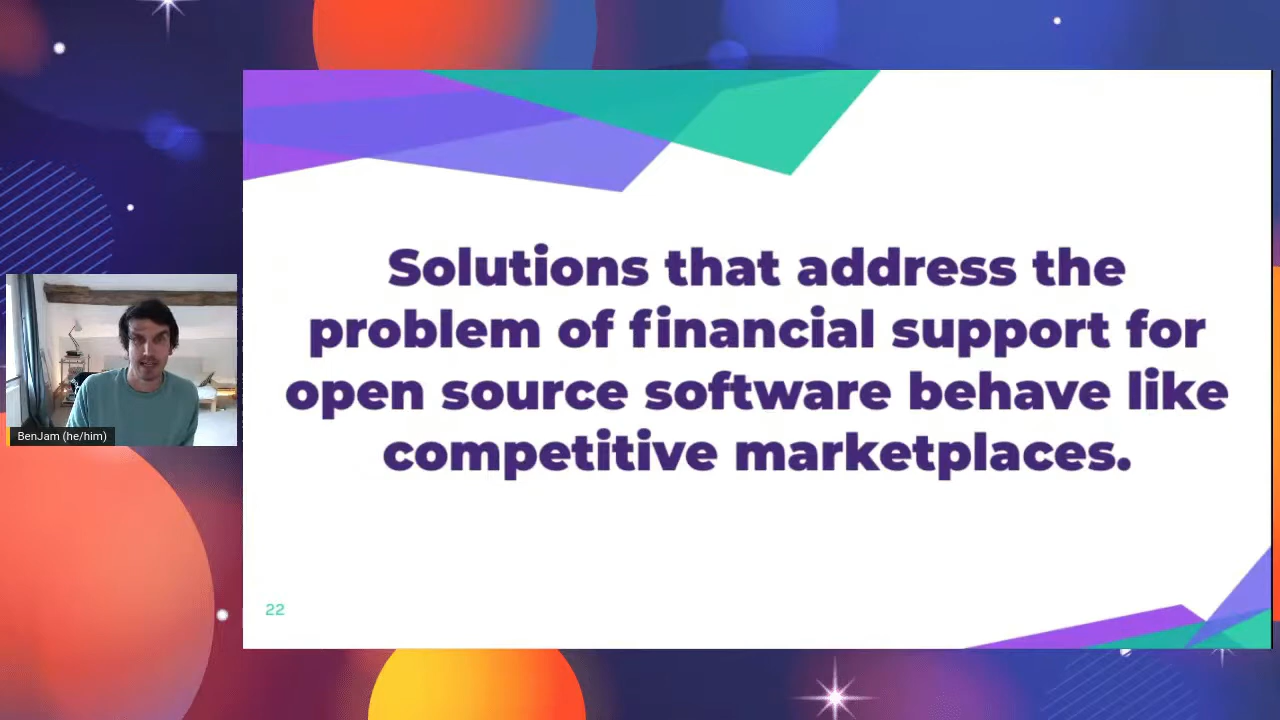 Solutions that address the
problem of financial support for
open source software behave like
competitive marketplaces.
BenJam (he/him)
22